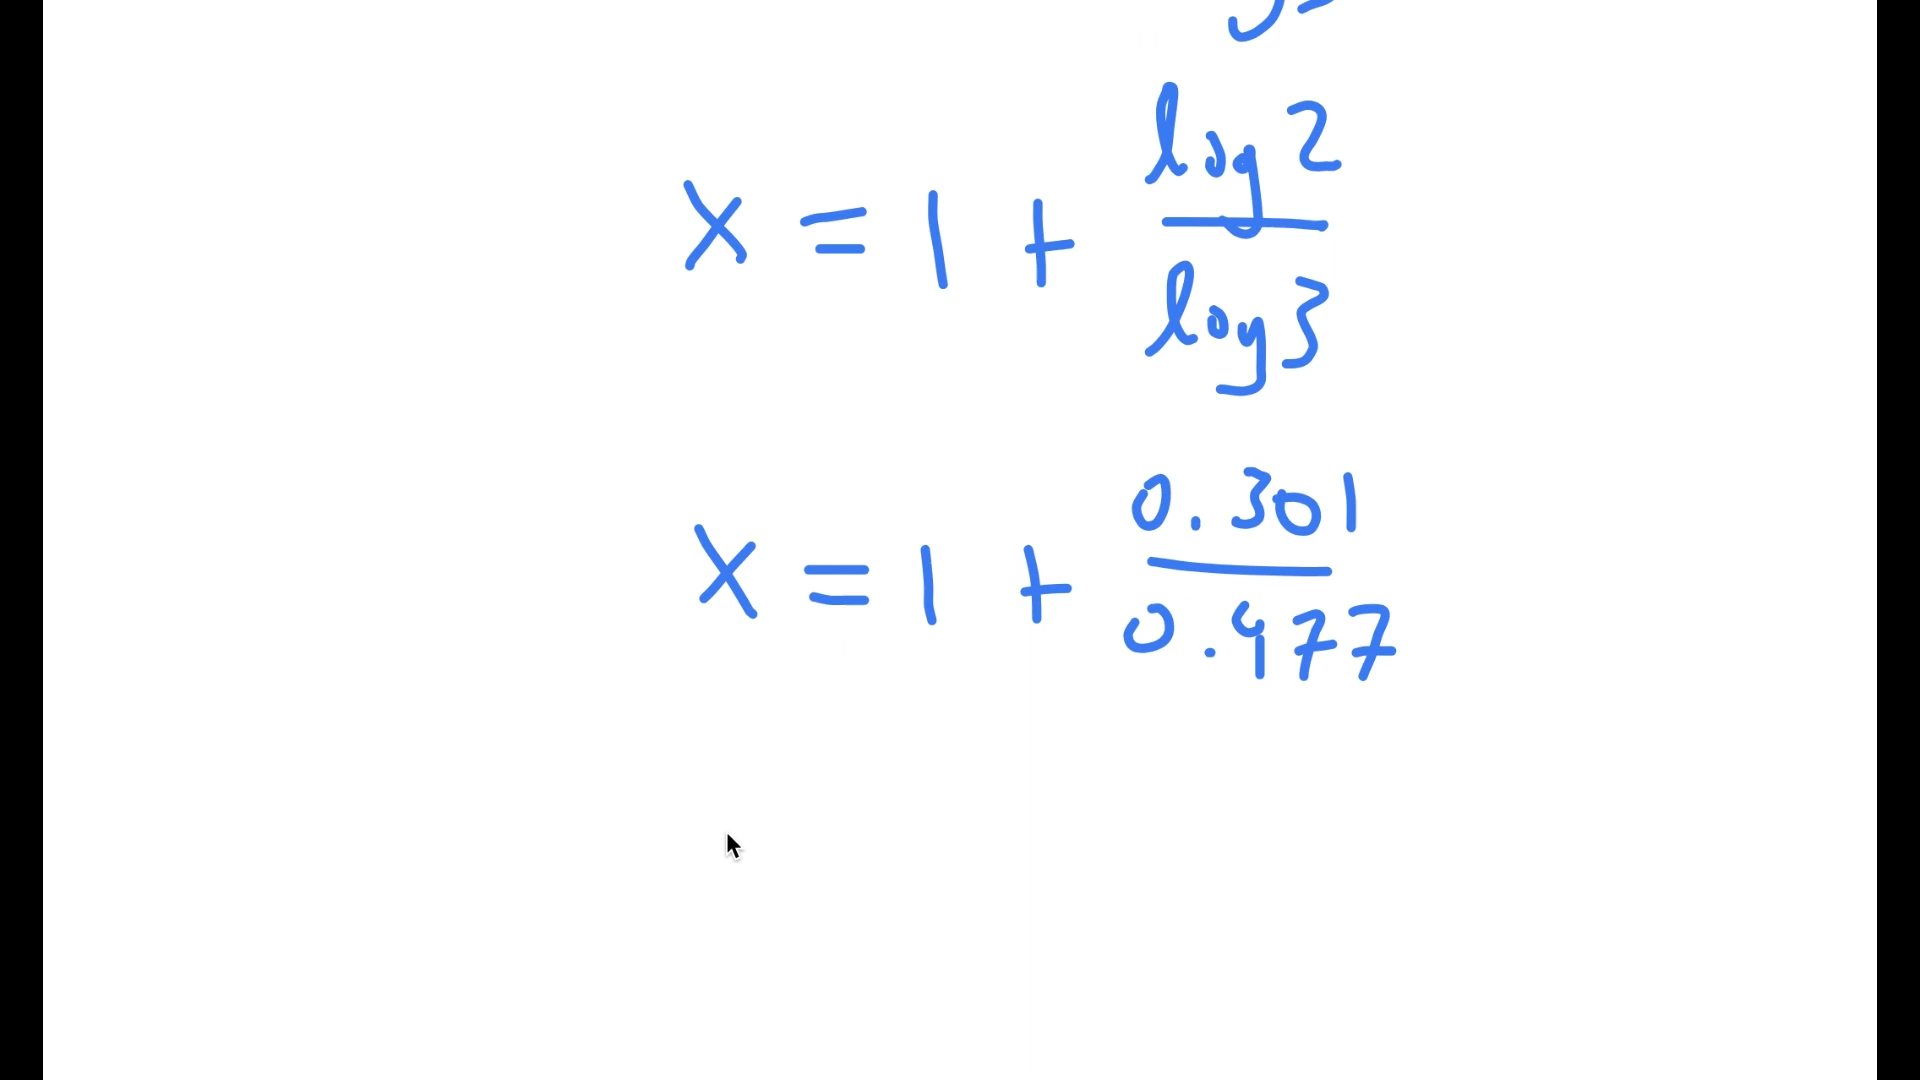 x = 1 + log 2 / log 3
x = 1 + 0.301 / 0.477